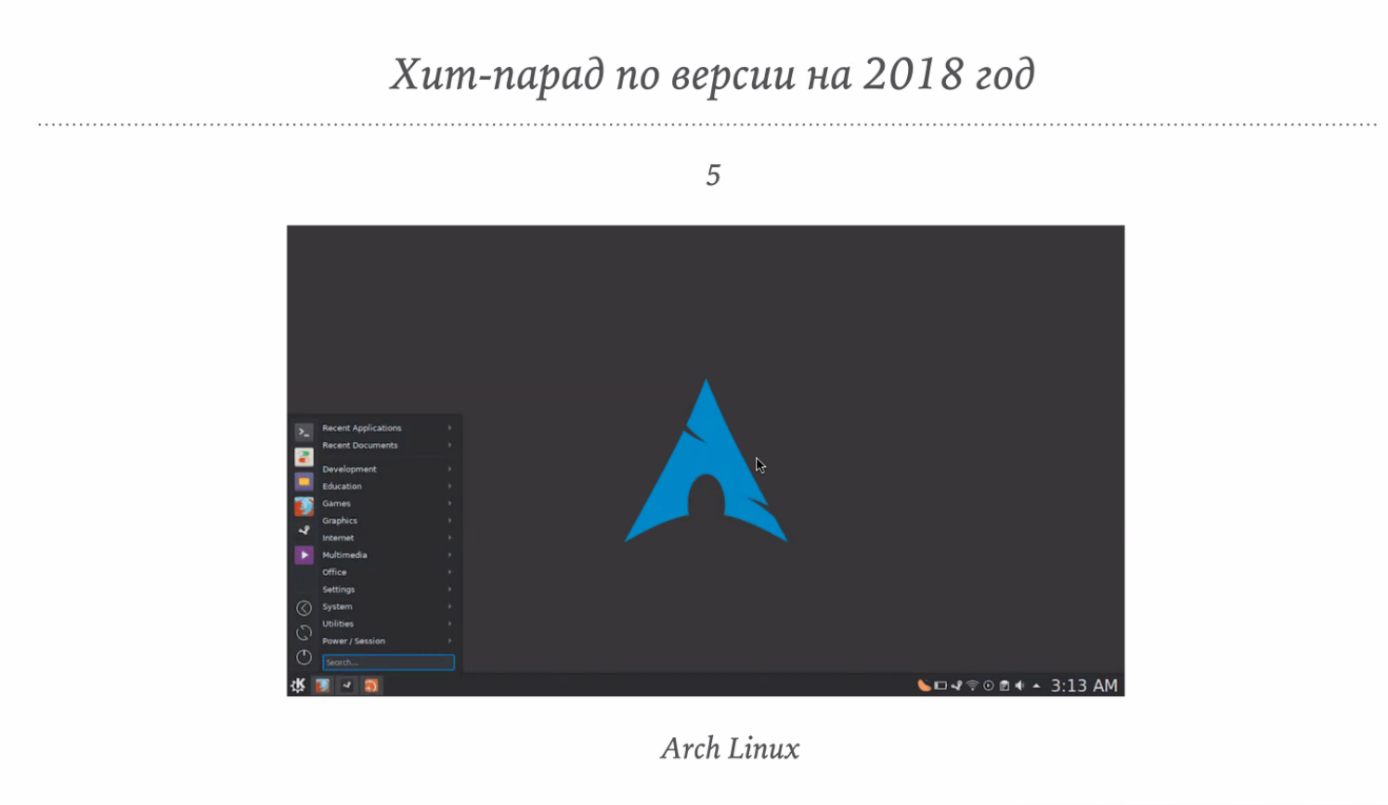 Хит-парад по версии на 2018 год
5
Recent Applications
Recent Documents
Development
Education
Games
Graphics
Internet
Multimedia
Office
Settings
System
Utilities
Power / Session
Search...
3:13 AM
Arch Linux